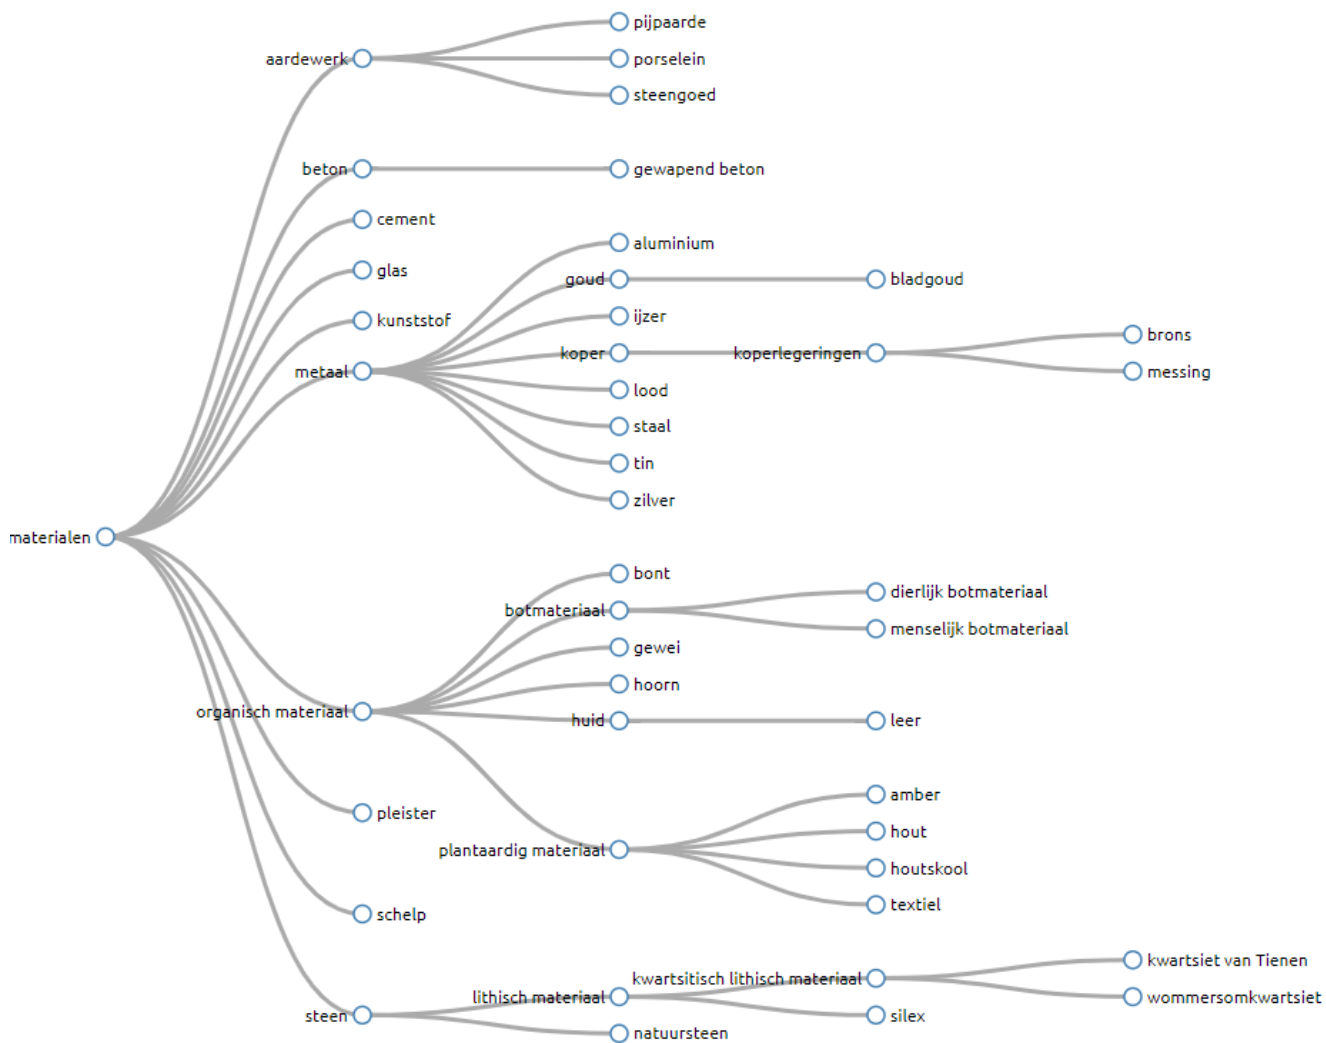 pijpaarde
aardewerk
porselein
steengoed
beton
gewapend beton
cement
aluminium
glas
goud
bladgoud
ijzer
kunststof
brons
koper
koperlegeringen
metaal
messing
lood
staal
tin
zilver
materialen
bont
dierlijk botmateriaal
botmateriaal
menselijk botmateriaal
gewei
hoorn
organisch materiaal
huid
leer
amber
pleister
hout
plantaardig materiaal
houtskool
textiel
schelp
kwartsiet van Tienen
kwartsitisch lithisch materiaal
lithisch materiaal
wommersomkwartsiet
steen
silex
natuursteen